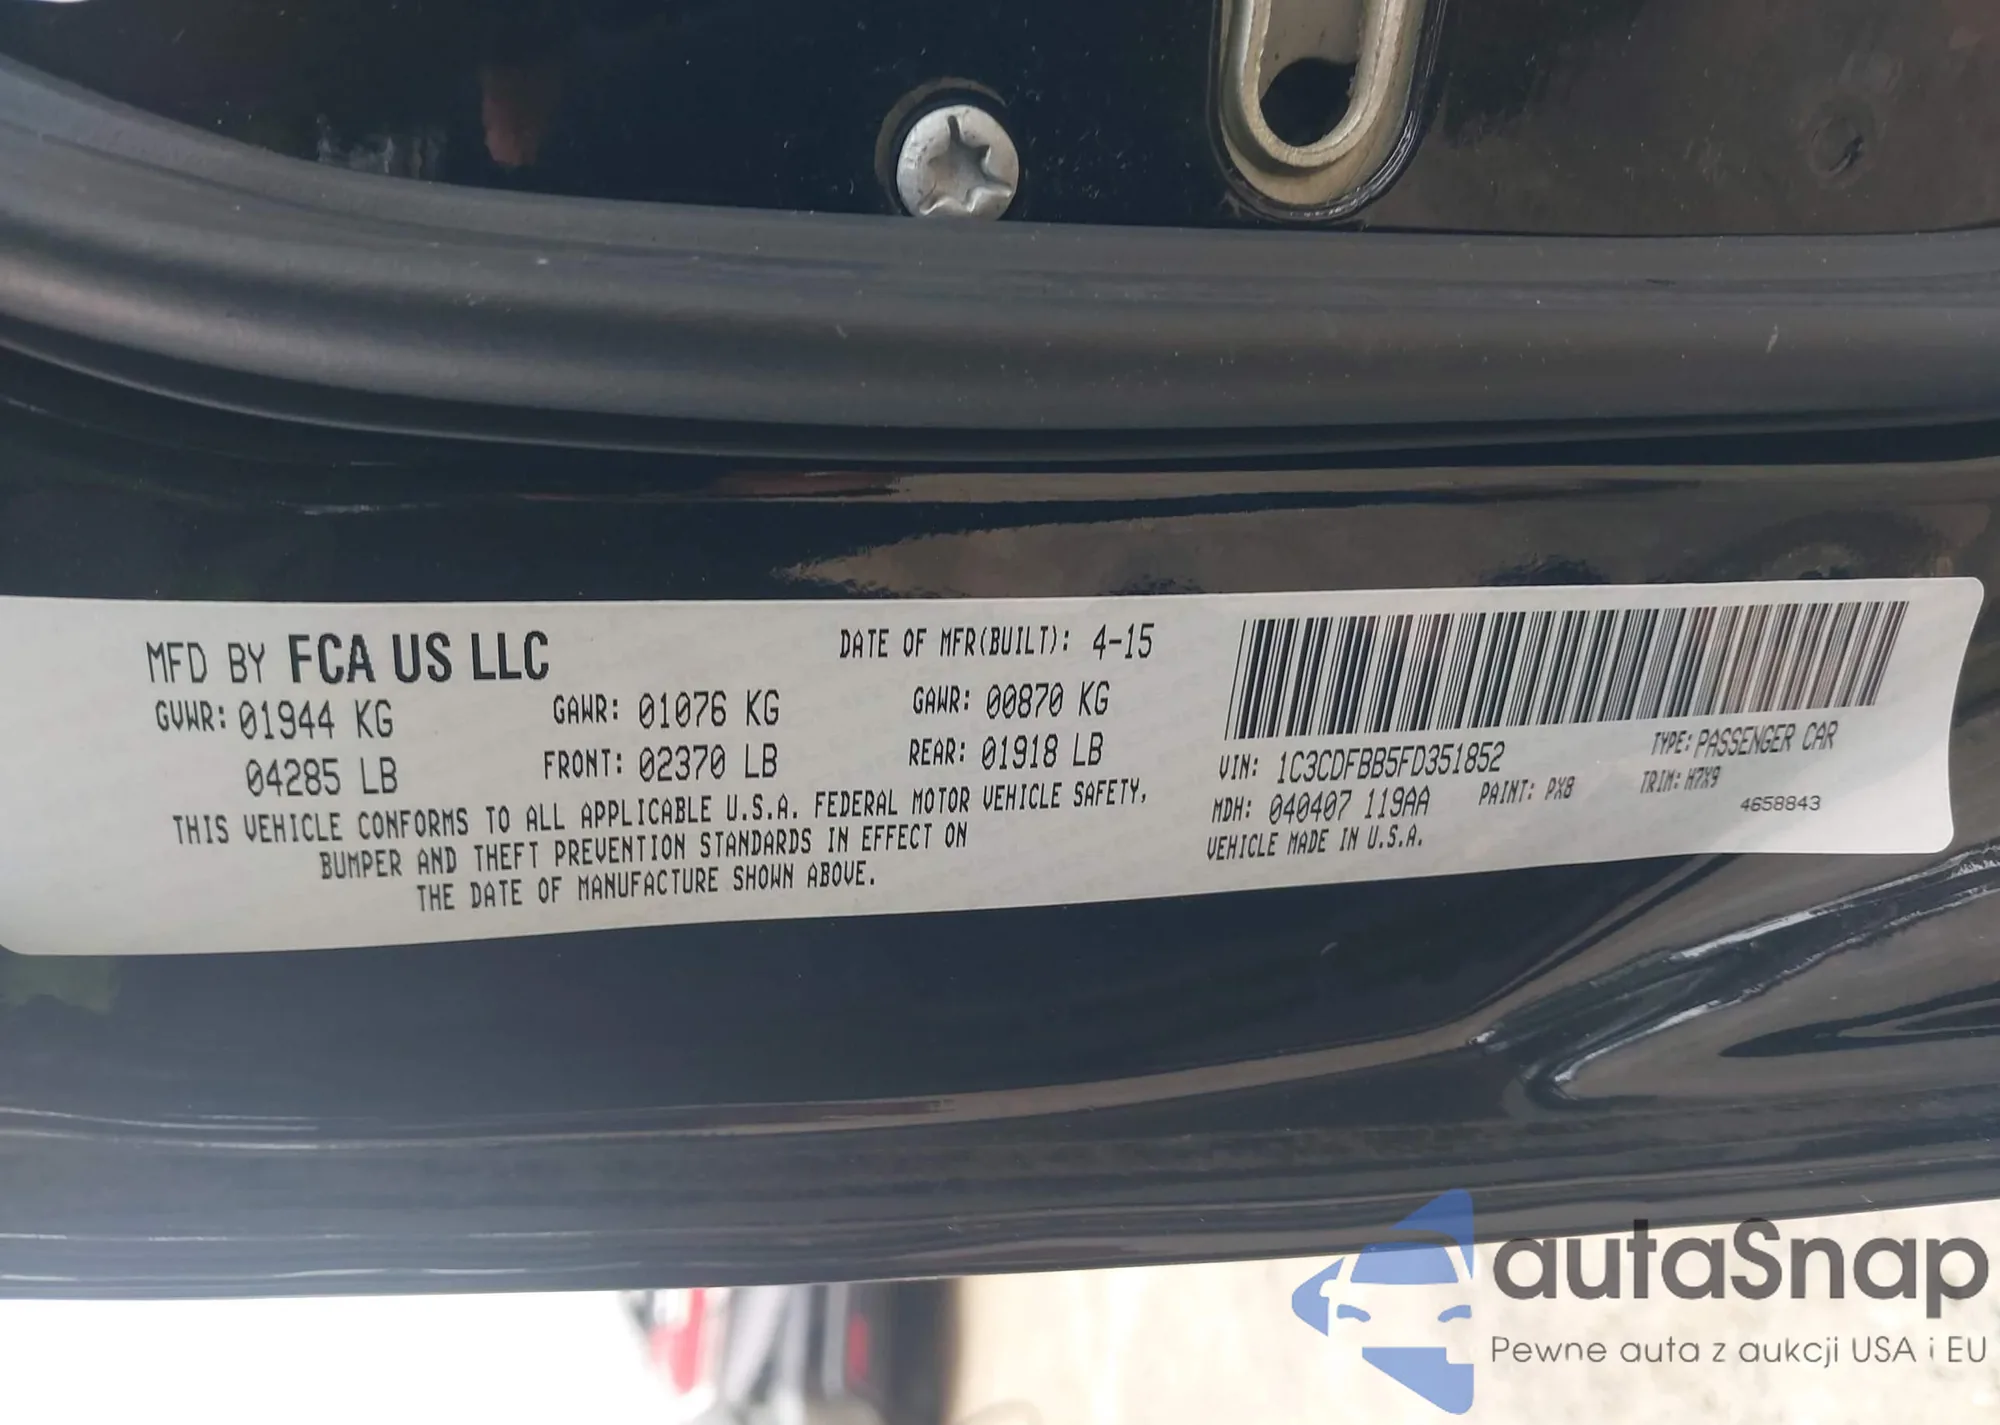 MFD BY FCA US LLC DATE OF MFR(BUILT): 4-15
GVWR: 01944 KG GAWR: 01076 KG GAWR: 00870 KG
04285 LB FRONT: 02370 LB REAR: 01918 LB
THIS VEHICLE CONFORMS TO ALL APPLICABLE U.S.A. FEDERAL MOTOR VEHICLE SAFETY,
BUMPER AND THEFT PREVENTION STANDARDS IN EFFECT ON
THE DATE OF MANUFACTURE SHOWN ABOVE.
VIN: 1C3CDFBB5FD351852 TYPE: PASSENGER CAR
MDH: 040407 119AA PAINT: PX8 TRIM: H7X9
VEHICLE MADE IN U.S.A. 4658843
autaSnap
Pewne auta z aukcji USA i EU